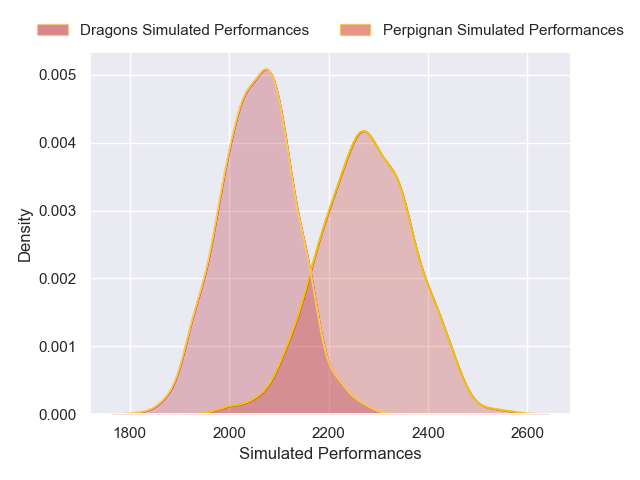 Dragons Simulated Performances
Perpignan Simulated Performances
0.005
0.004
0.003
0.002
0.001
0.000
Density
1800
2000
2200
2400
2600
Simulated Performances